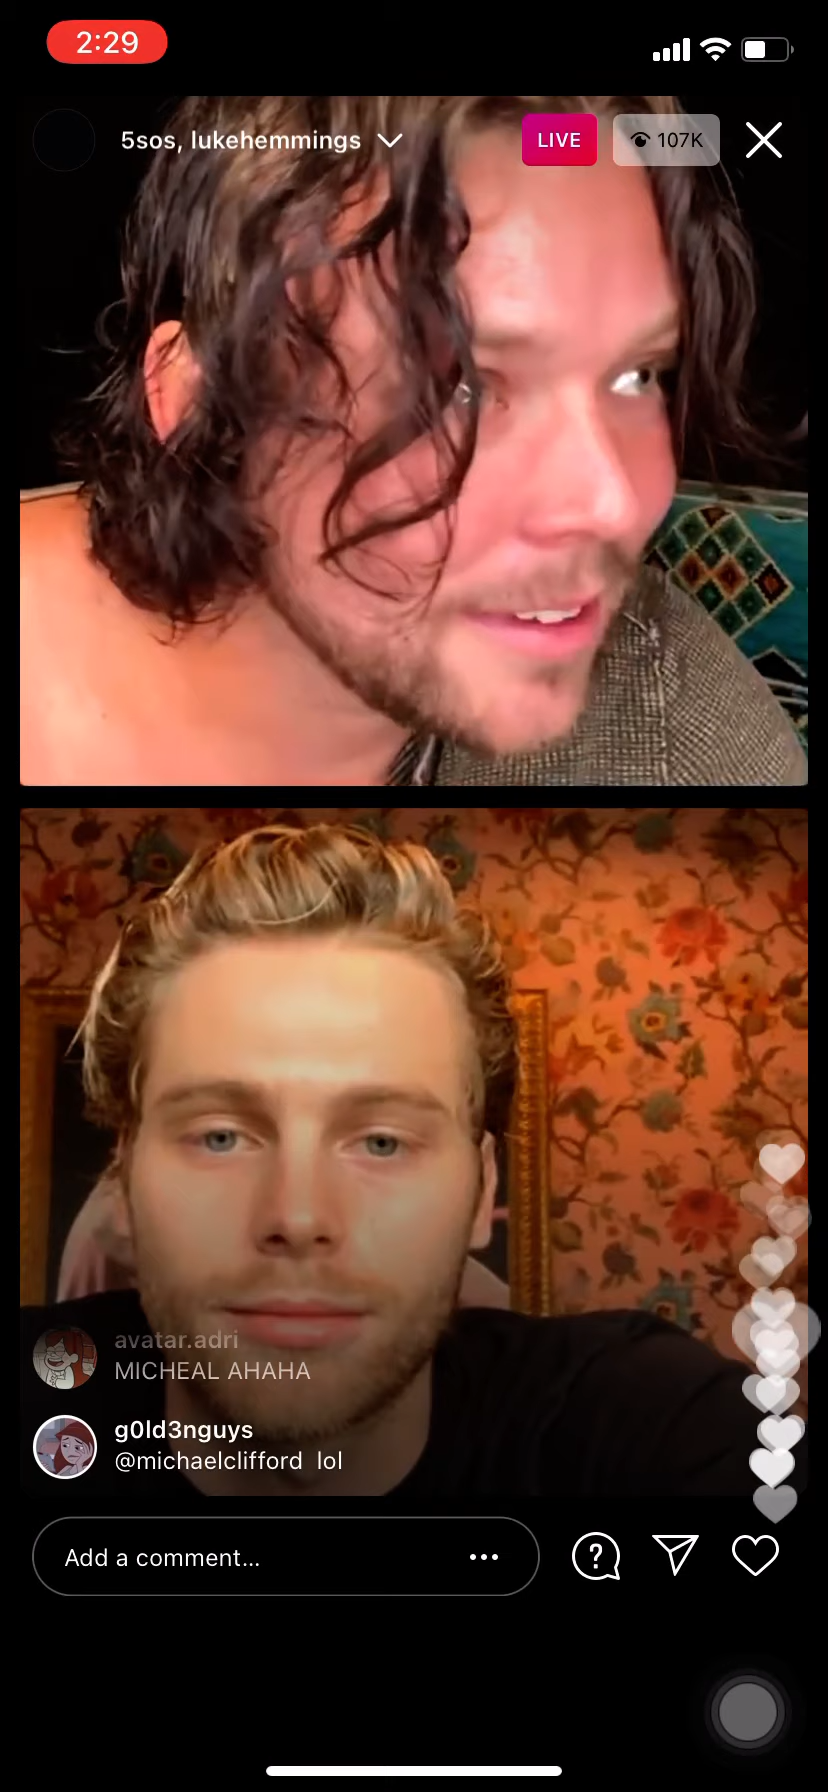 2:29
5sos, lukehemmings
LIVE
107K
avatar.adri
MICHEAL AHAHA
g0ld3nguys
@michaelclifford lol
Add a comment...